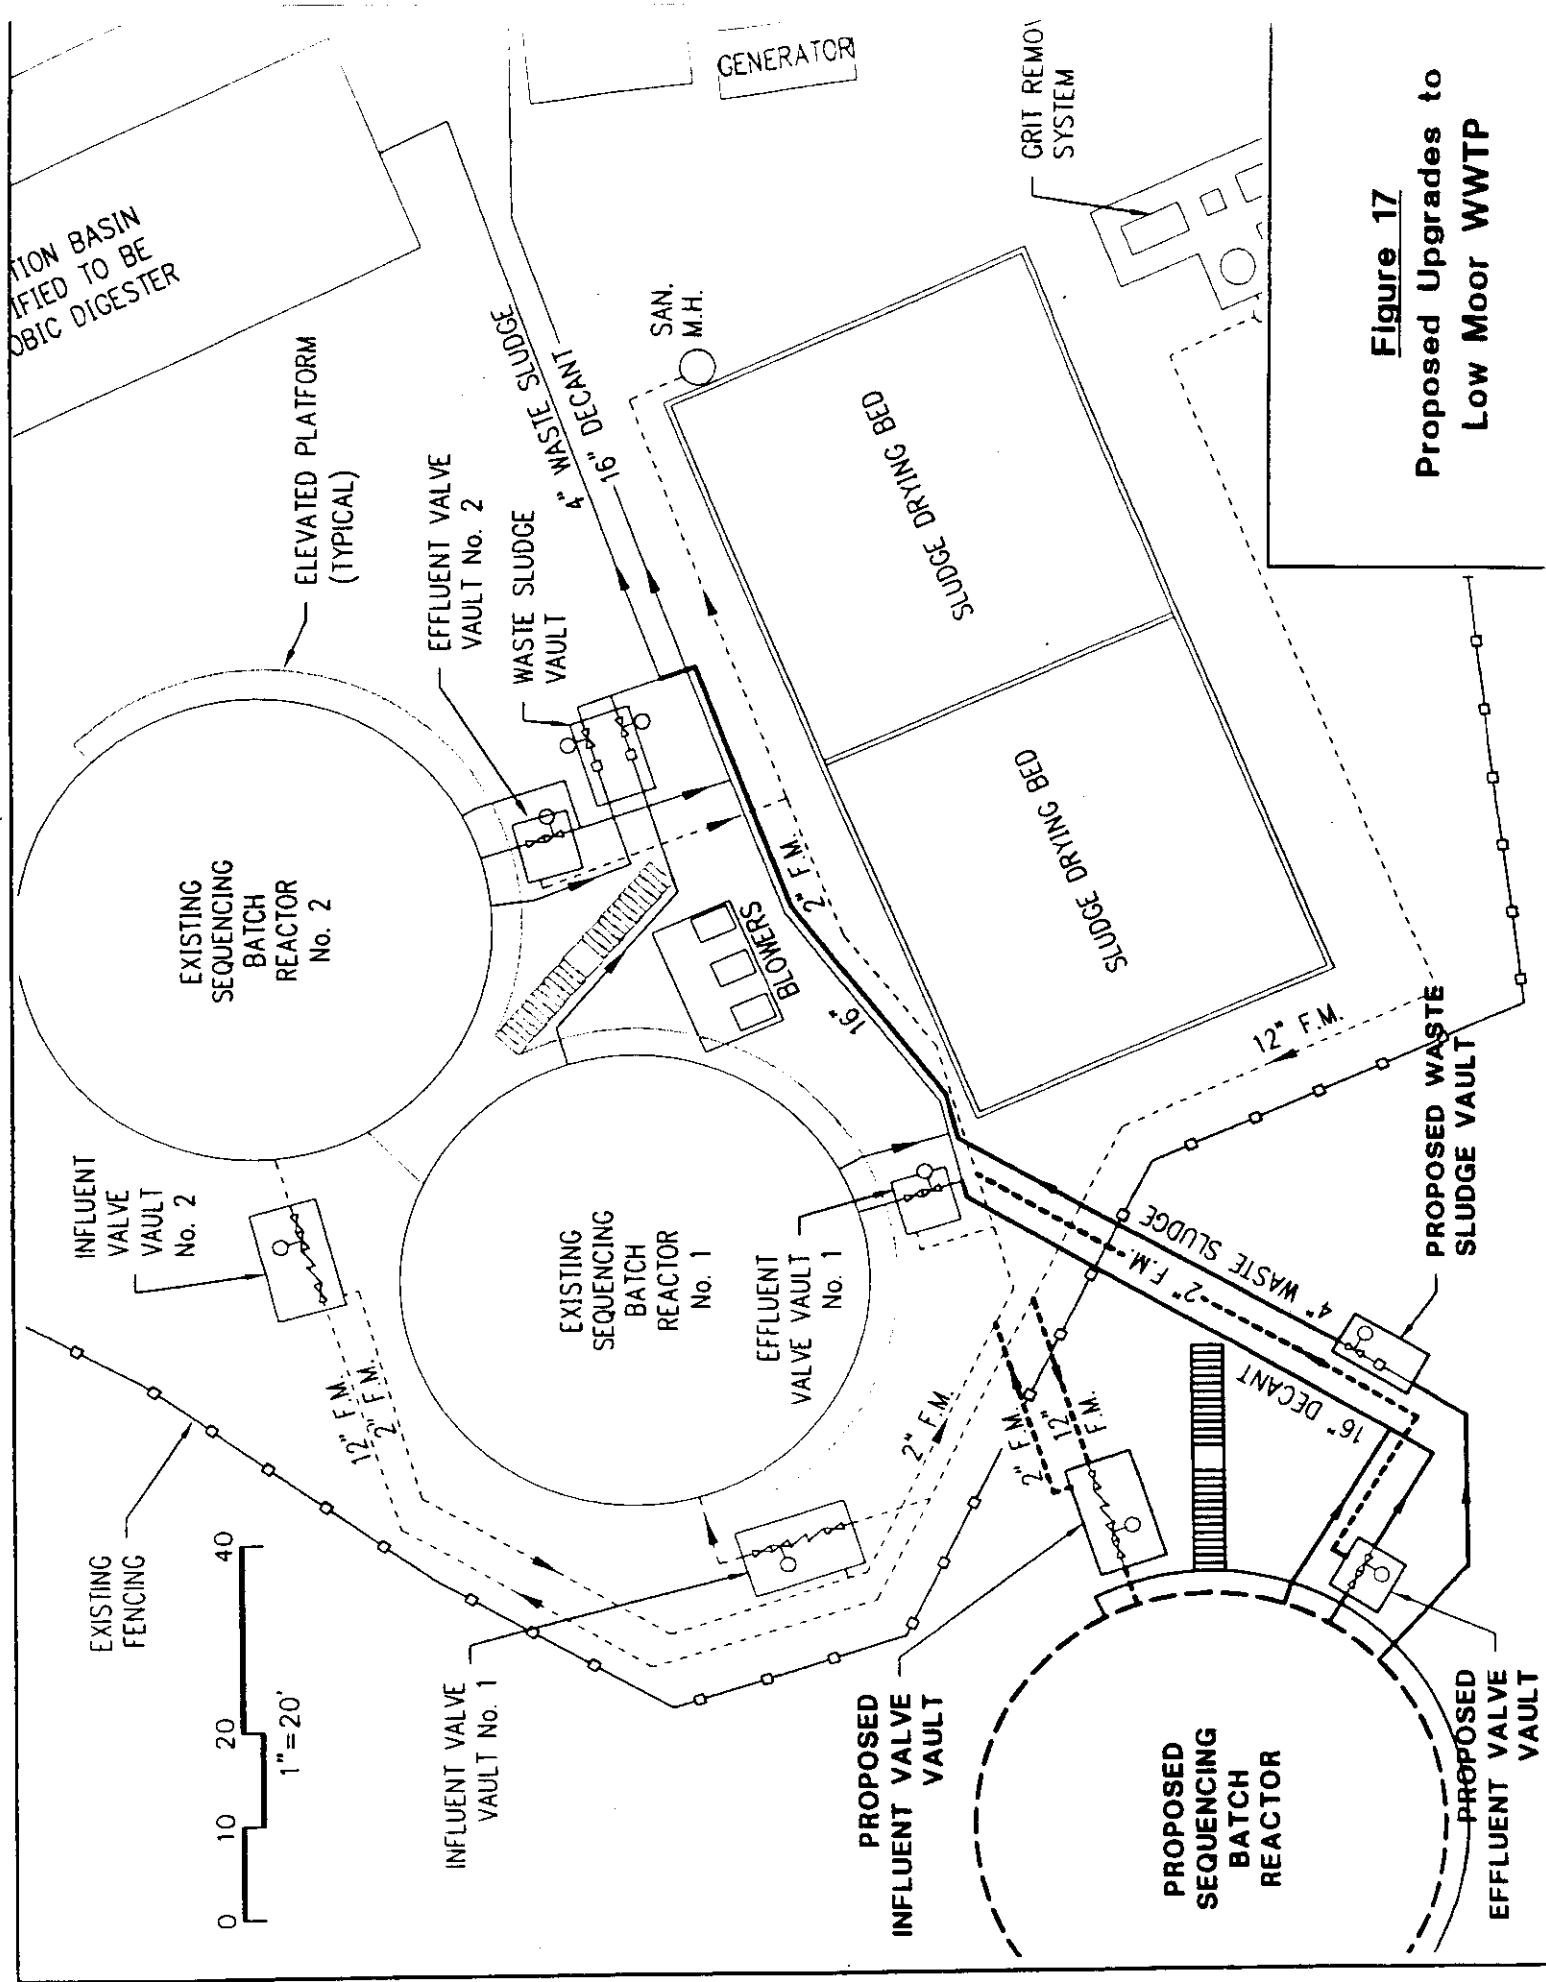 TION BASIN
IFIED TO BE
OBIC DIGESTER
GENERATOR
GRIT REMO
SYSTEM
ELEVATED PLATFORM
(TYPICAL)
EFFLUENT VALVE
VAULT No. 2
WASTE SLUDGE
VAULT
4" WASTE SLUDGE
16" DECANT
SAN.
M.H.
SLUDGE DRYING BED
SLUDGE DRYING BED
EXISTING
SEQUENCING
BATCH
REACTOR
No. 2
BLOWERS
2" F.M.
16"
12" F.M.
INFLUENT
VALVE
VAULT
No. 2
EXISTING
SEQUENCING
BATCH
REACTOR
No. 1
EFFLUENT
VALVE VAULT
No. 1
12" F.M.
2" F.M.
2" F.M.
EXISTING
FENCING
0 10 20 40
1"=20'
INFLUENT VALVE
VAULT No. 1
2" F.M.
12"
F.M.
4" WASTE SLUDGE
2" F.M.
16" DECANT
PROPOSED WASTE
SLUDGE VAULT
PROPOSED
INFLUENT VALVE
VAULT
PROPOSED
SEQUENCING
BATCH
REACTOR
PROPOSED
EFFLUENT VALVE
VAULT
Figure 17
Proposed Upgrades to
Low Moor WWTP